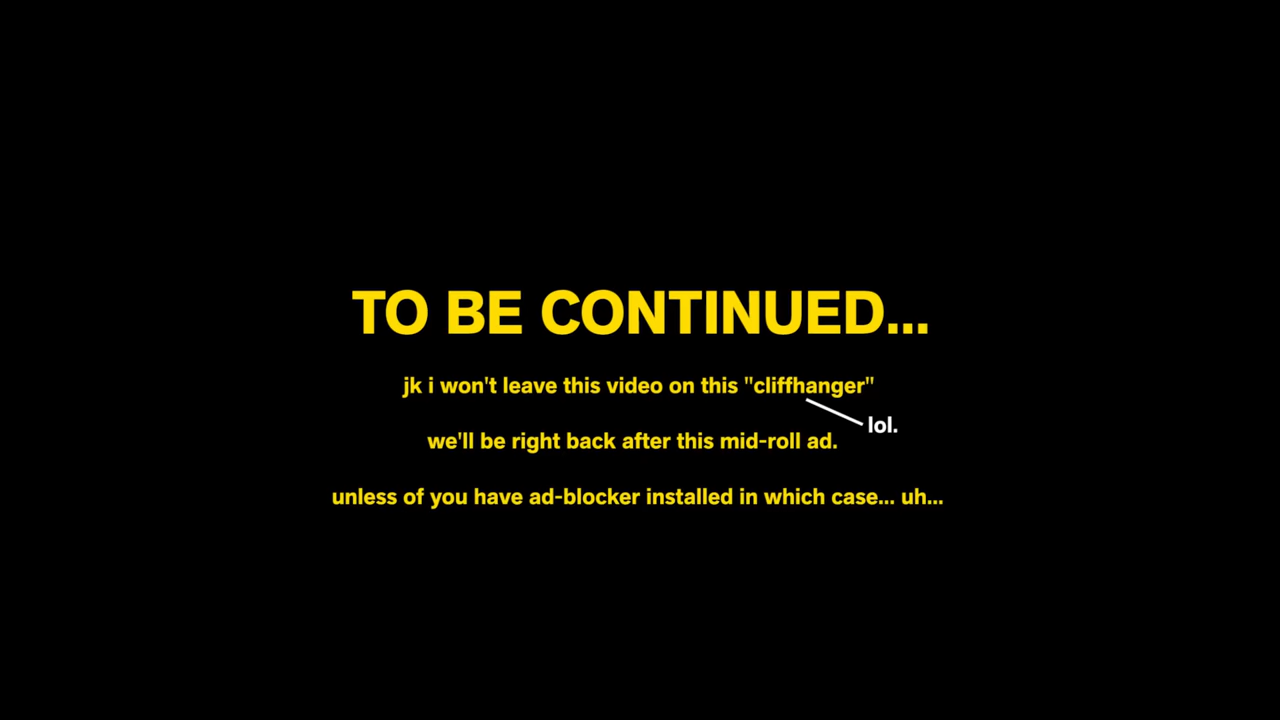 TO BE CONTINUED...
jk i won't leave this video on this "cliffhanger"
lol.
we'll be right back after this mid-roll ad.
unless of you have ad-blocker installed in which case... uh...